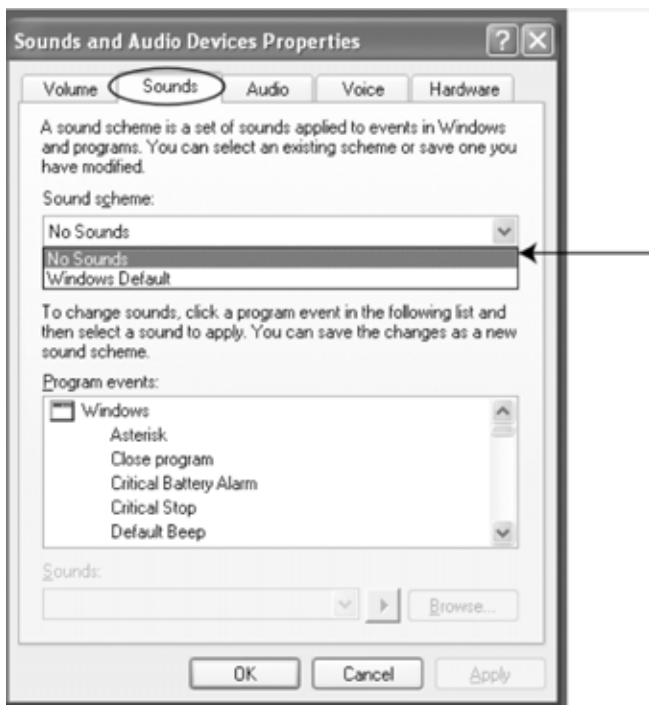 Sounds and Audio Devices Properties
Volume Sounds Audio Voice Hardware
A sound scheme is a set of sounds applied to events in Windows
and programs. You can select an existing scheme or save one you
have modified.
Sound scheme:
No Sounds
No Sounds
Windows Default
To change sounds, click a program event in the following list and
then select a sound to apply. You can save the changes as a new
sound scheme.
Program events:
Windows
Asterisk
Close program
Critical Battery Alarm
Critical Stop
Default Beep
Sounds:
Browse...
OK Cancel Apply